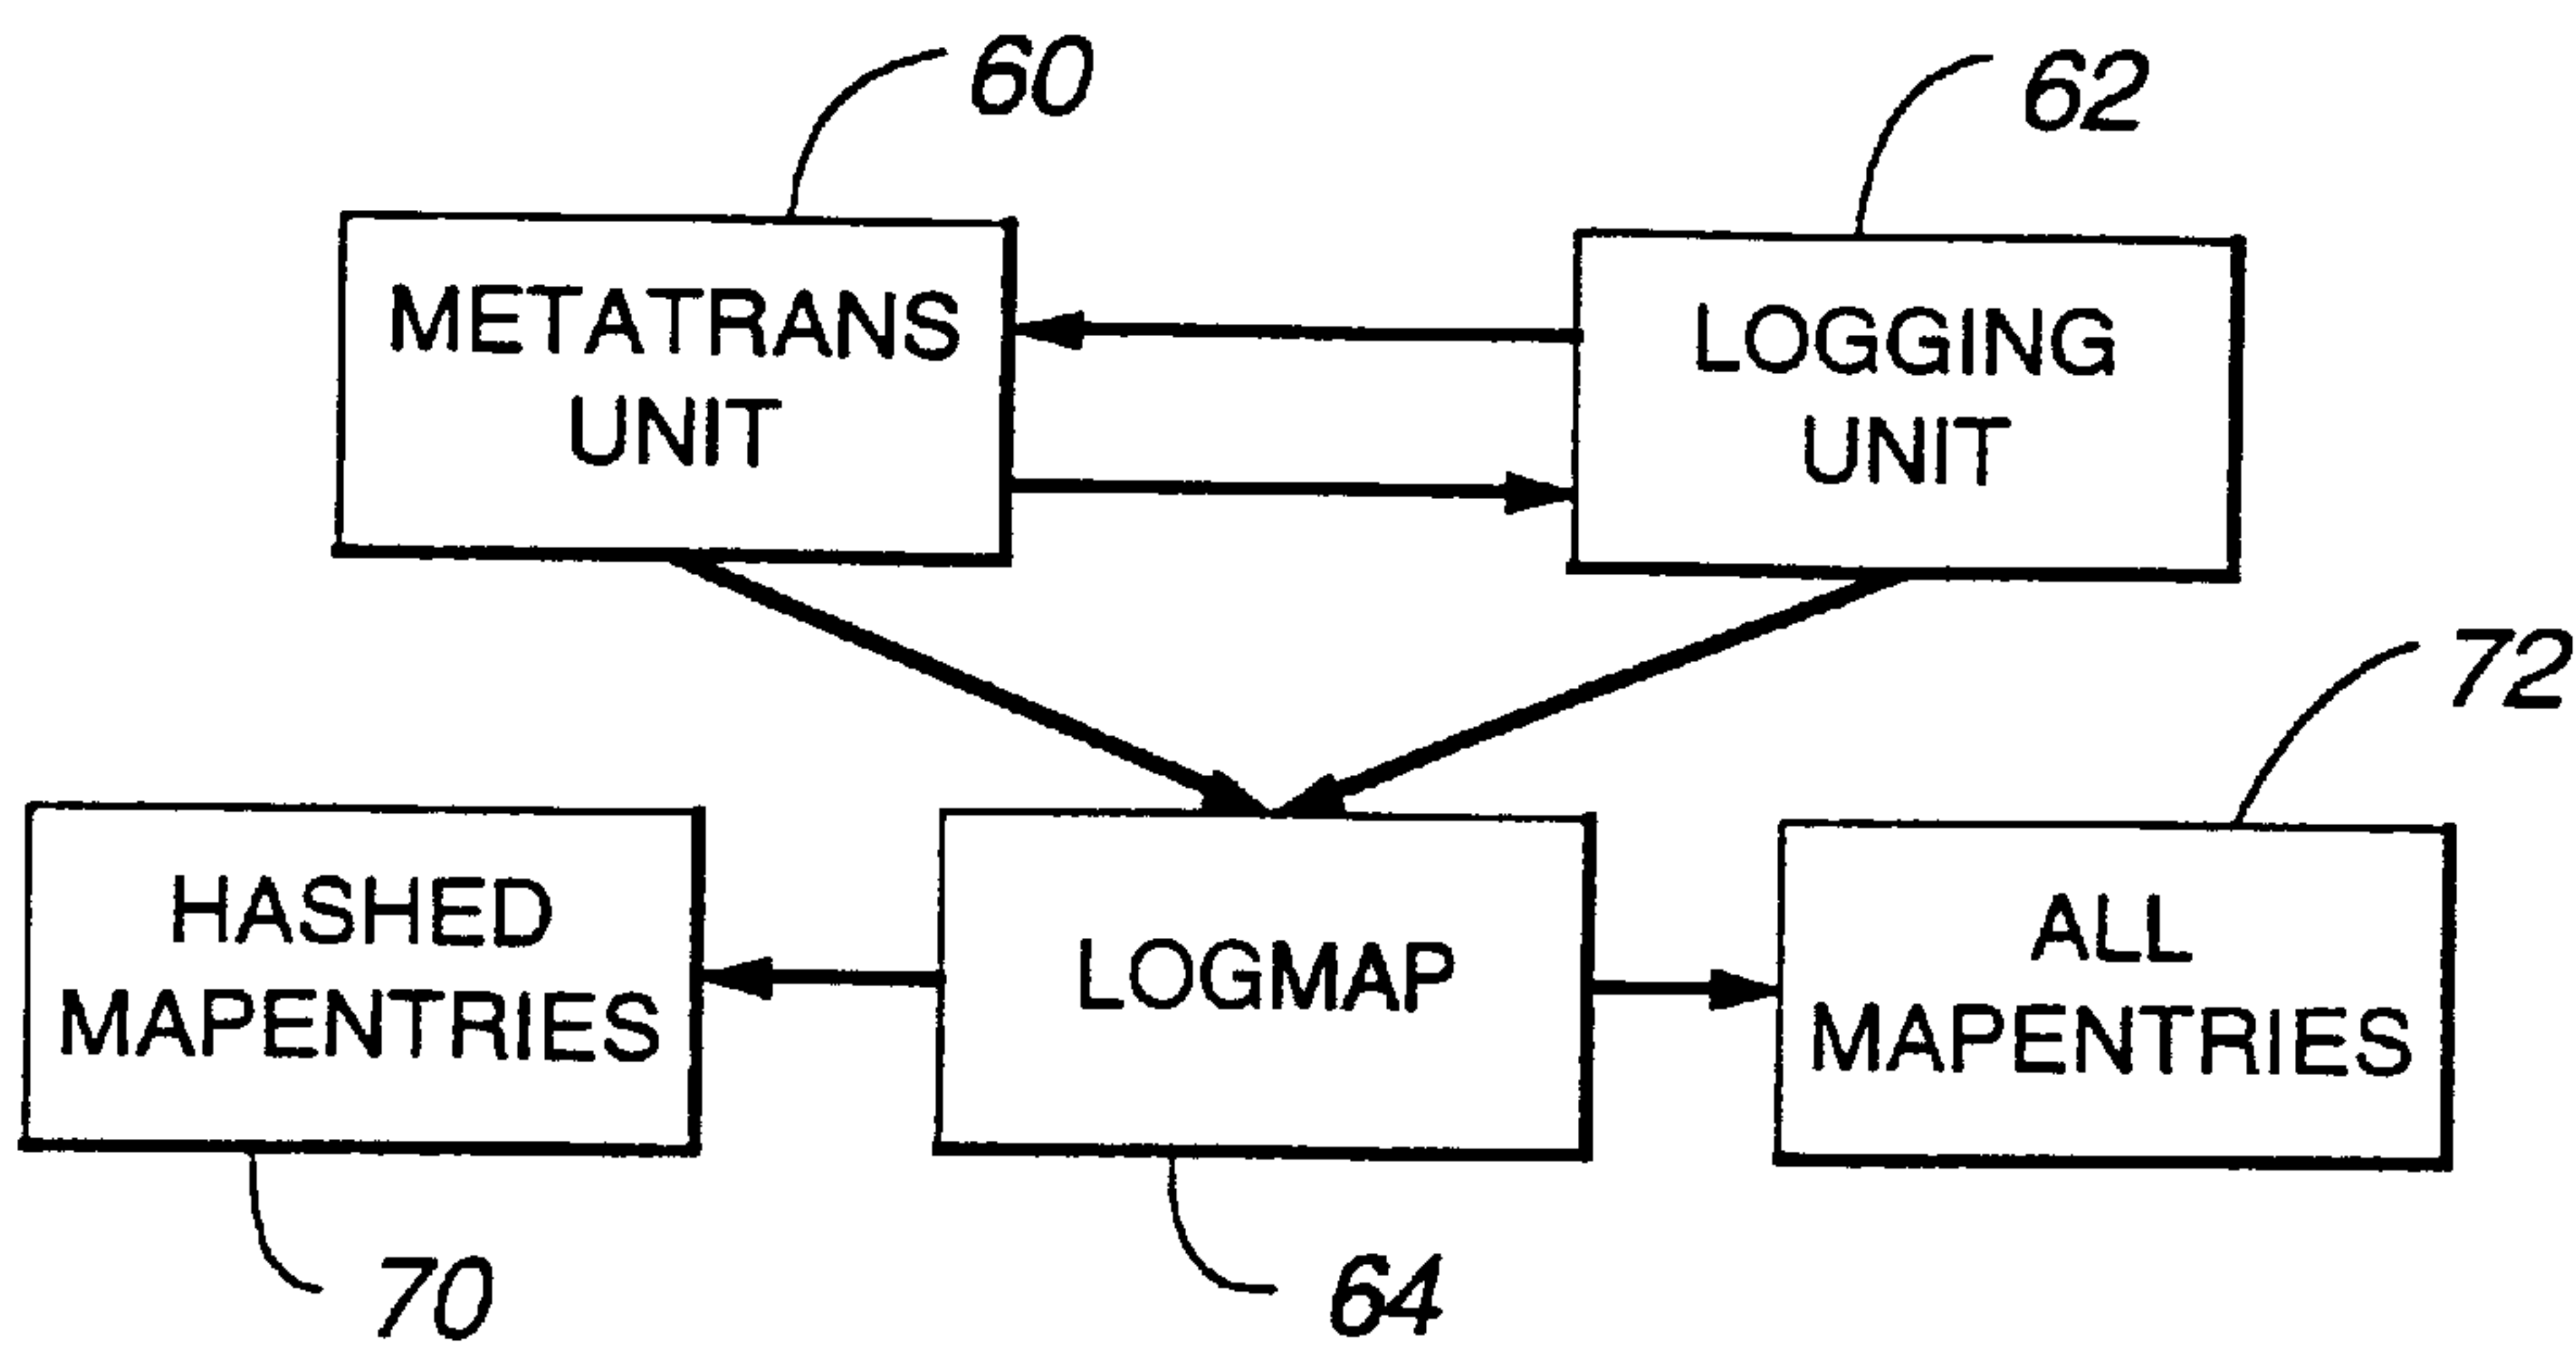 60
62
METATRANS
UNIT
LOGGING
UNIT
72
HASHED
MAPENTRIES
LOGMAP
ALL
MAPENTRIES
70
64